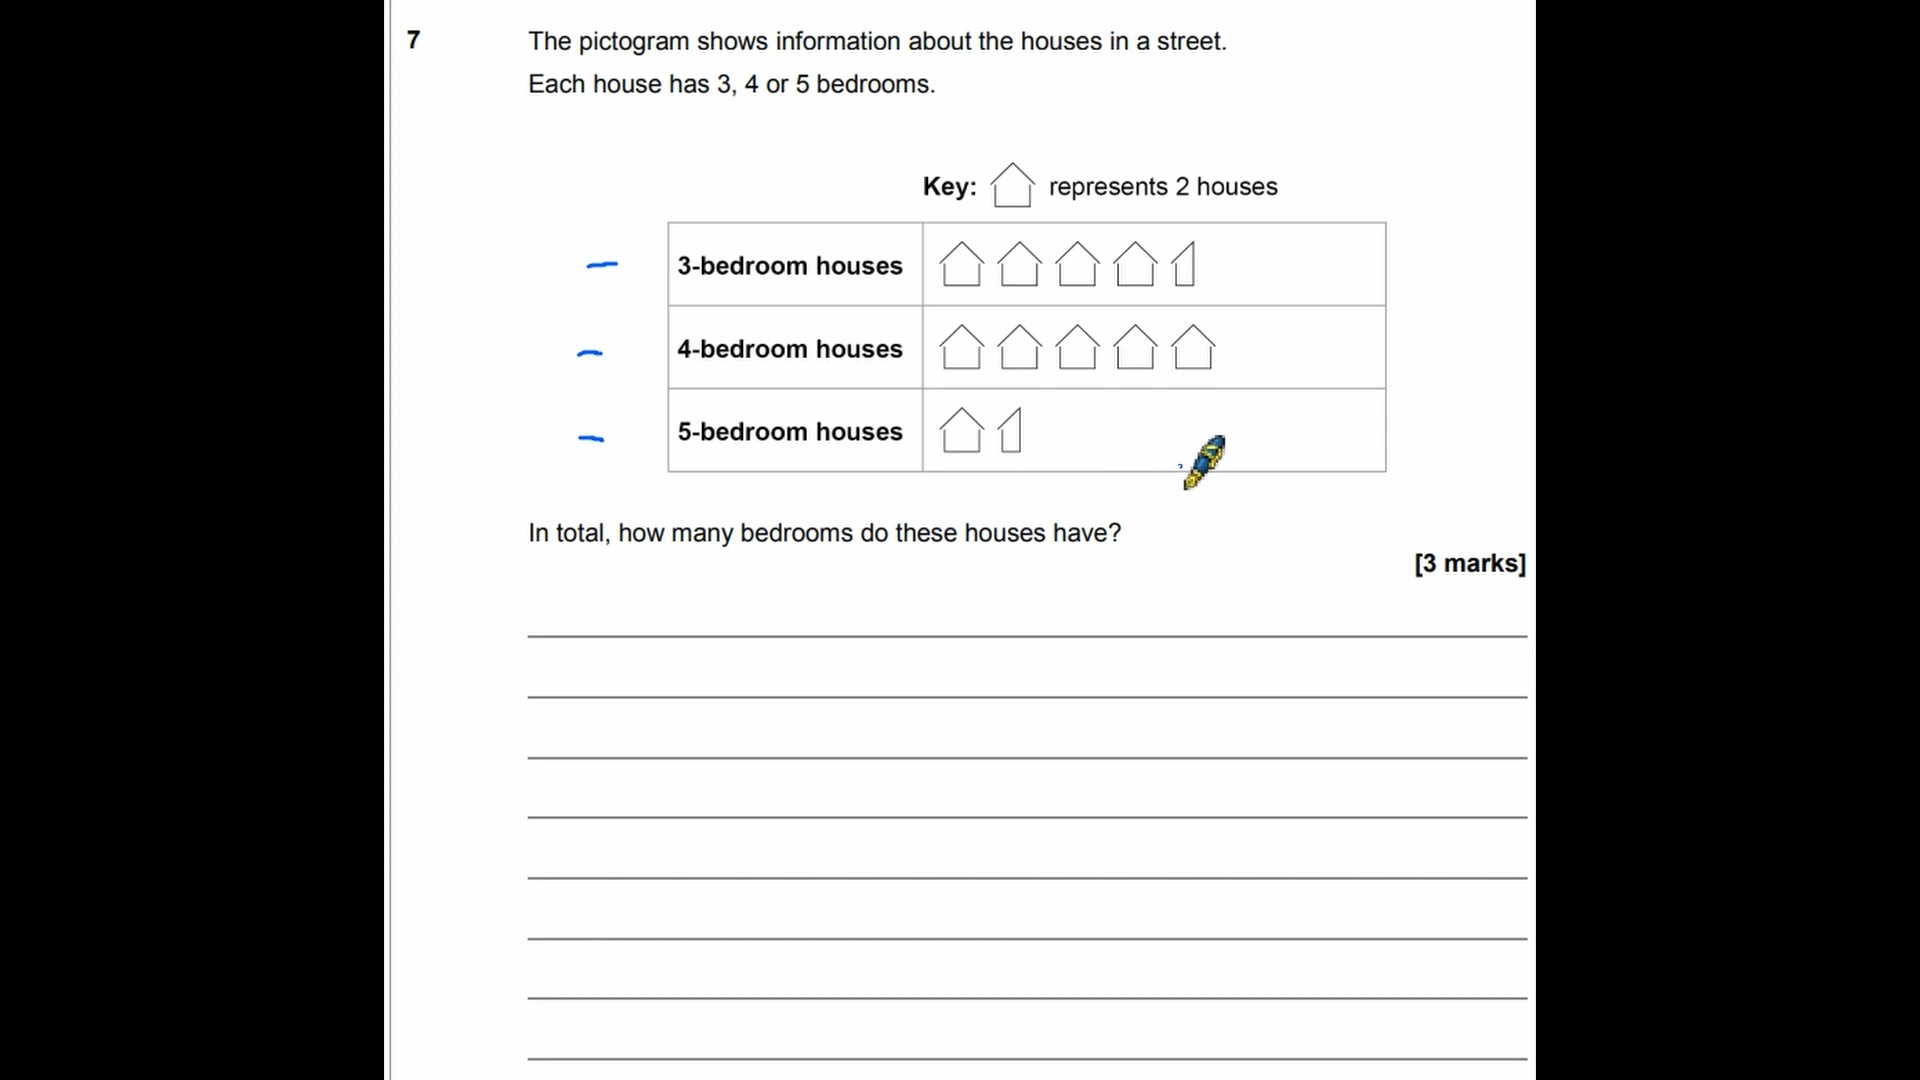 7 The pictogram shows information about the houses in a street.
Each house has 3, 4 or 5 bedrooms.
Key: represents 2 houses
3-bedroom houses
4-bedroom houses
5-bedroom houses
In total, how many bedrooms do these houses have?
[3 marks]